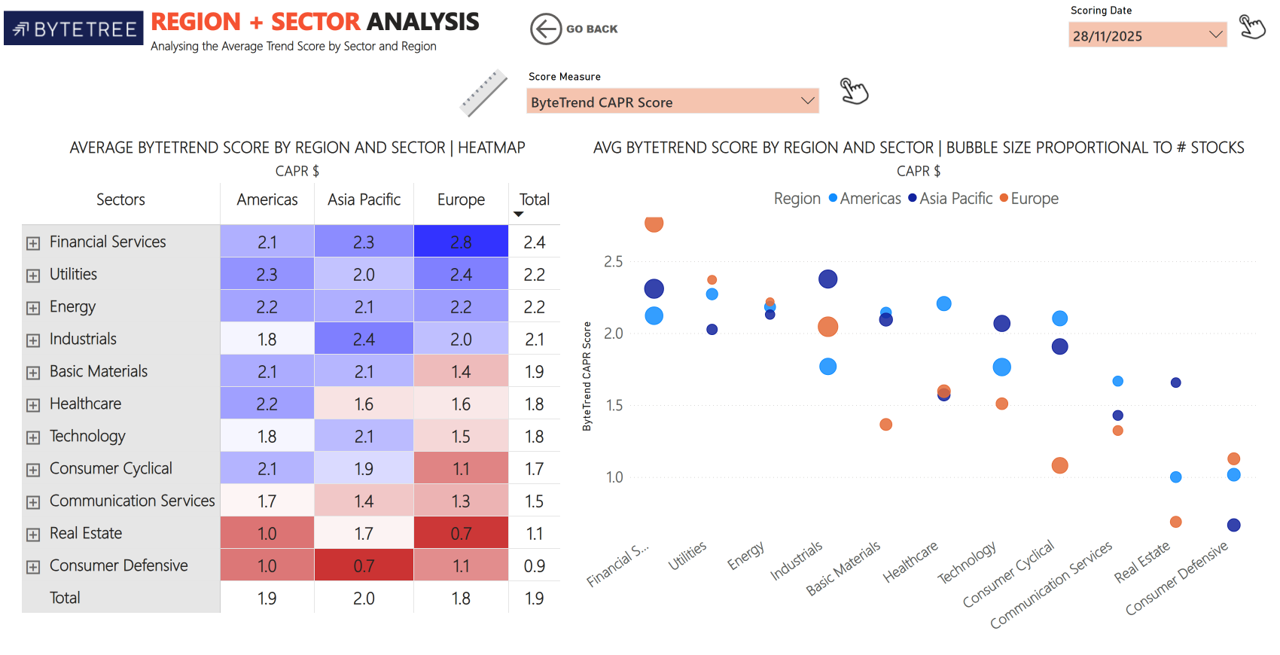 BYTETREE
REGION + SECTOR ANALYSIS
Analysing the Average Trend Score by Sector and Region
GO BACK
Scoring Date
28/11/2025
Score Measure
ByteTrend CAPR Score
AVERAGE BYTETREND SCORE BY REGION AND SECTOR | HEATMAP
CAPR $
Sectors Americas Asia Pacific Europe Total
Financial Services 2.1 2.3 2.8 2.4
Utilities 2.3 2.0 2.4 2.2
Energy 2.2 2.1 2.2 2.2
Industrials 1.8 2.4 2.0 2.1
Basic Materials 2.1 2.1 1.4 1.9
Healthcare 2.2 1.6 1.6 1.8
Technology 1.8 2.1 1.5 1.8
Consumer Cyclical 2.1 1.9 1.1 1.7
Communication Services 1.7 1.4 1.3 1.5
Real Estate 1.0 1.7 0.7 1.1
Consumer Defensive 1.0 0.7 1.1 0.9
Total 1.9 2.0 1.8 1.9
AVG BYTETREND SCORE BY REGION AND SECTOR | BUBBLE SIZE PROPORTIONAL TO # STOCKS
CAPR $
Region Americas Asia Pacific Europe
ByteTrend CAPR Score
2.5
2.0
1.5
1.0
Financial S...
Utilities
Energy
Industrials
Basic Materials
Healthcare
Technology
Consumer Cyclical
Communication Services
Real Estate
Consumer Defensive